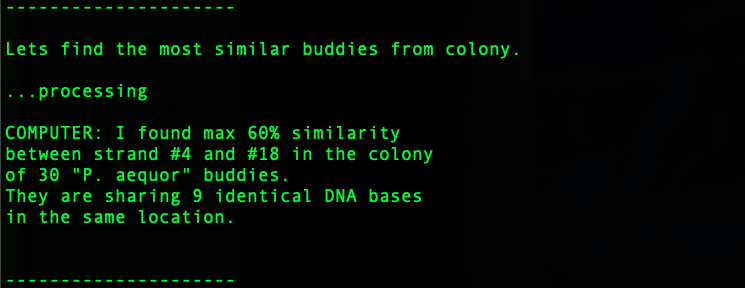 ---------------------
Lets find the most similar buddies from colony.
...processing
COMPUTER: I found max 60% similarity
between strand #4 and #18 in the colony
of 30 "P. aequor" buddies.
They are sharing 9 identical DNA bases
in the same location.
---------------------